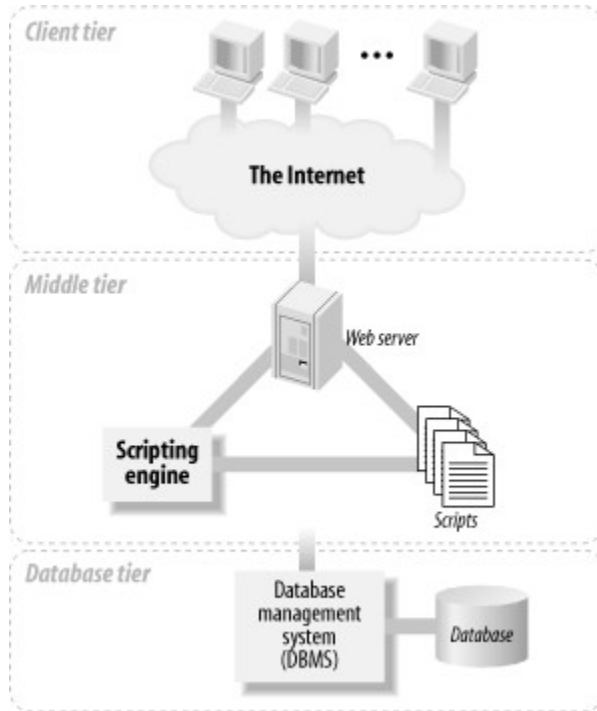 Client tier
The Internet
Middle tier
Web server
Scripting
engine
Scripts
Database tier
Database
management
system
(DBMS)
Database